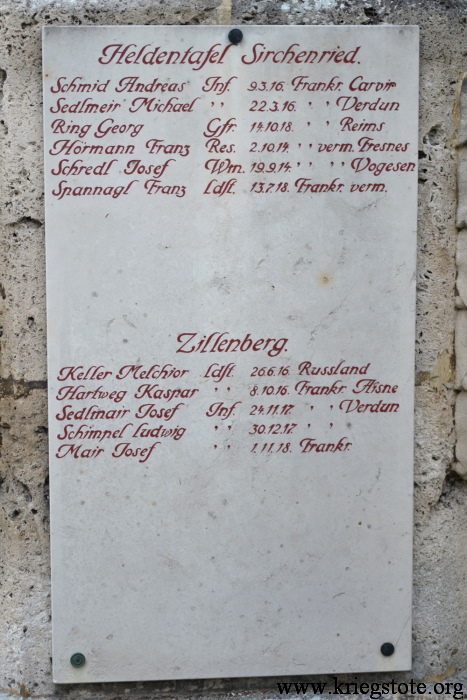 Heldentafel Sirchenried.
Schmid Andreas Inf. 9.3.16. Frankr. Carvin
Sedlmeir Michael " 22.3.16. " " Verdun
Ring Georg Gfr. 14.10.18. " " Reims
Hörmann Franz Res. 2.10.14. " " verm. Fresnes
Schredl Josef Wm. 19.9.14. " " " " Vogesen
Spannagl Franz Ldst. 13.7.18. Frankr. verm.
Zillenberg.
Keller Melchior Ldst. 26.6.16. Russland
Hartweg Kaspar " 8.10.16. Frankr. Aisne
Sedlmair Josef Inf. 24.11.17. " " Verdun
Schimpel Ludwig " 30.12.17. " "
Mair Josef " 1.11.18. Frankr.
www.kriegstote.org